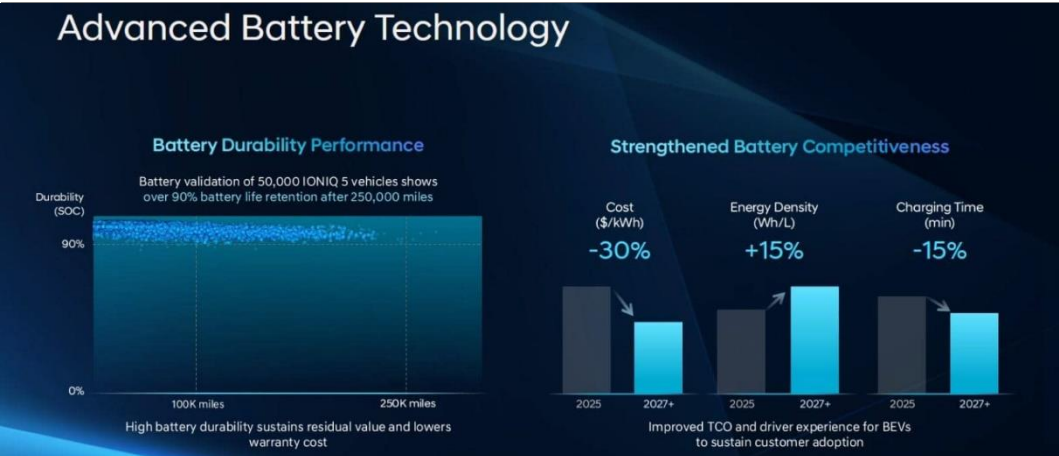 Advanced Battery Technology
Battery Durability Performance
Battery validation of 50,000 IONIQ 5 vehicles shows
over 90% battery life retention after 250,000 miles
Durability
(SOC)
90%
0%
100K miles
250K miles
High battery durability sustains residual value and lowers
warranty cost
Strengthened Battery Competitiveness
Cost
($/kWh)
-30%
2025
2027+
Energy Density
(Wh/L)
+15%
2025
2027+
Charging Time
(min)
-15%
2025
2027+
Improved TCO and driver experience for BEVs
to sustain customer adoption